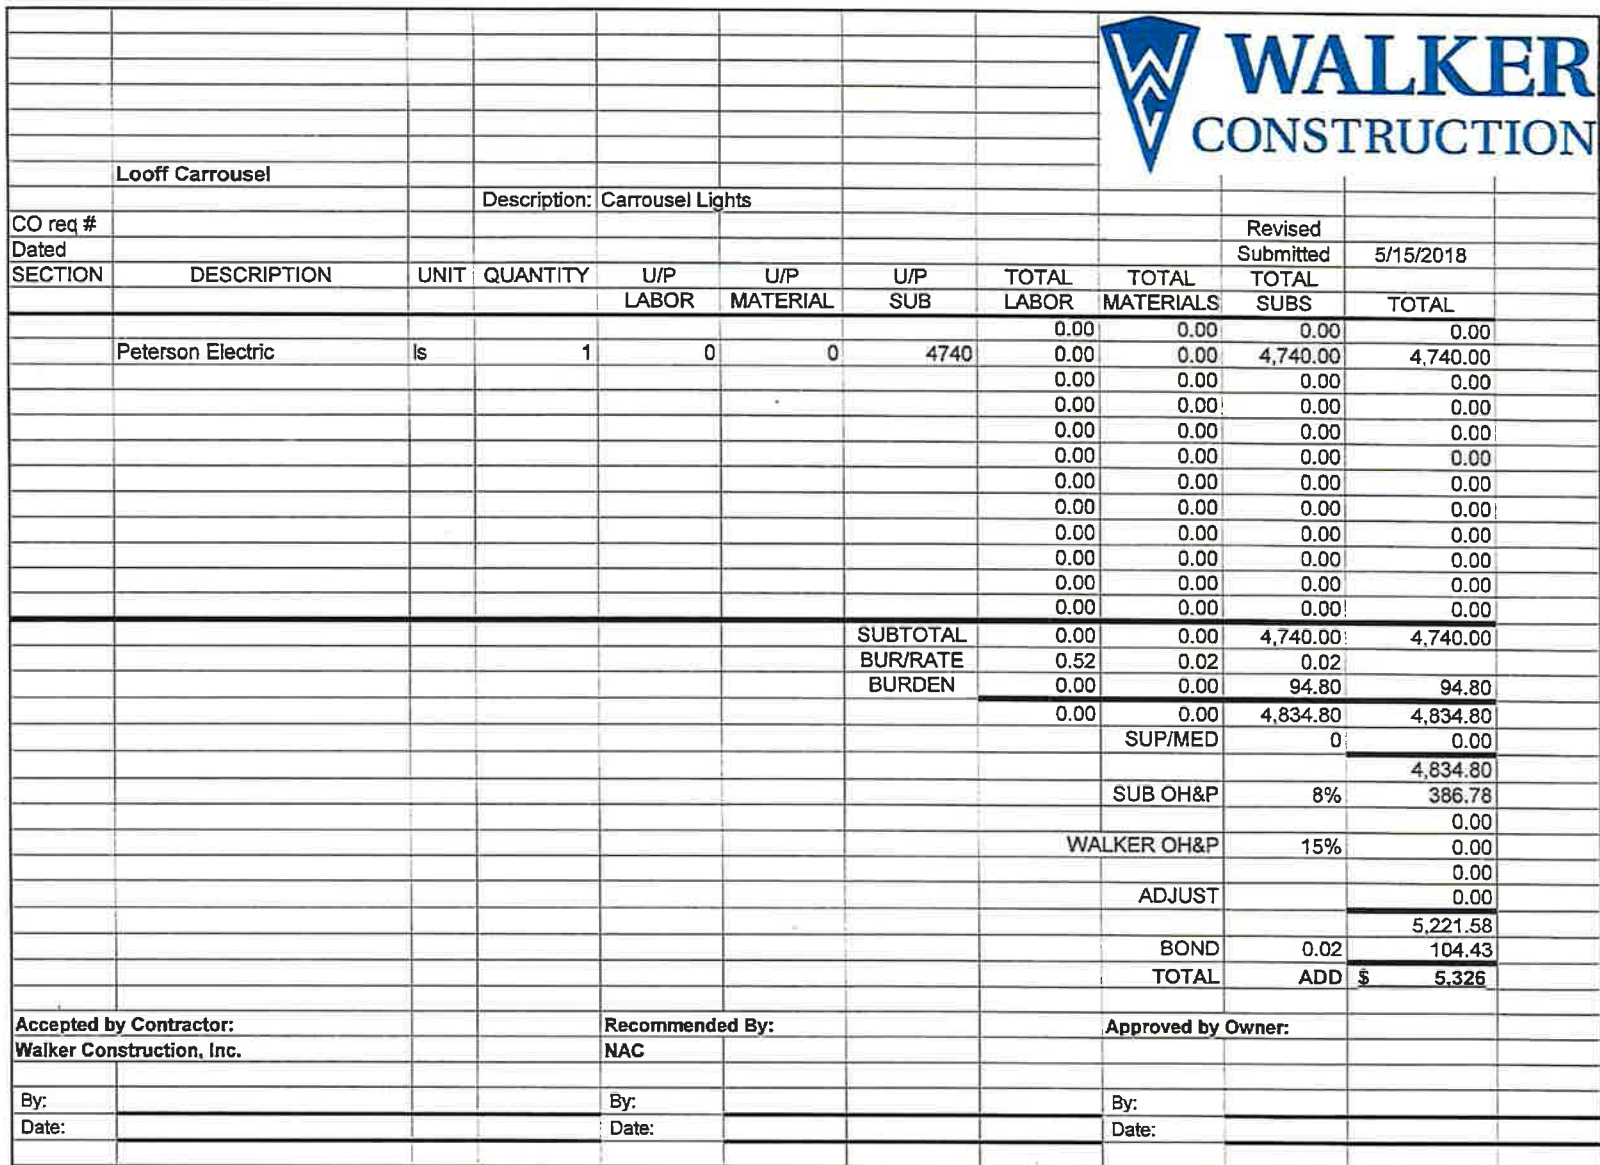 WALKER
CONSTRUCTION
Looff Carrousel
Description: Carrousel Lights
CO req # Revised
Dated Submitted 5/15/2018
SECTION DESCRIPTION UNIT QUANTITY U/P U/P U/P TOTAL TOTAL TOTAL
LABOR MATERIAL SUB LABOR MATERIALS SUBS TOTAL
0.00 0.00 0.00 0.00
Peterson Electric ls 1 0 0 4740 0.00 0.00 4,740.00 4,740.00
0.00 0.00 0.00 0.00
0.00 0.00 0.00 0.00
0.00 0.00 0.00 0.00
0.00 0.00 0.00 0.00
0.00 0.00 0.00 0.00
0.00 0.00 0.00 0.00
0.00 0.00 0.00 0.00
0.00 0.00 0.00 0.00
0.00 0.00 0.00 0.00
0.00 0.00 0.00 0.00
SUBTOTAL 0.00 0.00 4,740.00 4,740.00
BUR/RATE 0.52 0.02 0.02
BURDEN 0.00 0.00 94.80 94.80
0.00 0.00 4,834.80 4,834.80
SUP/MED 0 0.00
4,834.80
SUB OH&P 8% 386.78
0.00
WALKER OH&P 15% 0.00
0.00
ADJUST 0.00
5,221.58
BOND 0.02 104.43
TOTAL ADD $ 5,326
Accepted by Contractor: Recommended By: Approved by Owner:
Walker Construction, Inc. NAC
By: By: By:
Date: Date: Date: